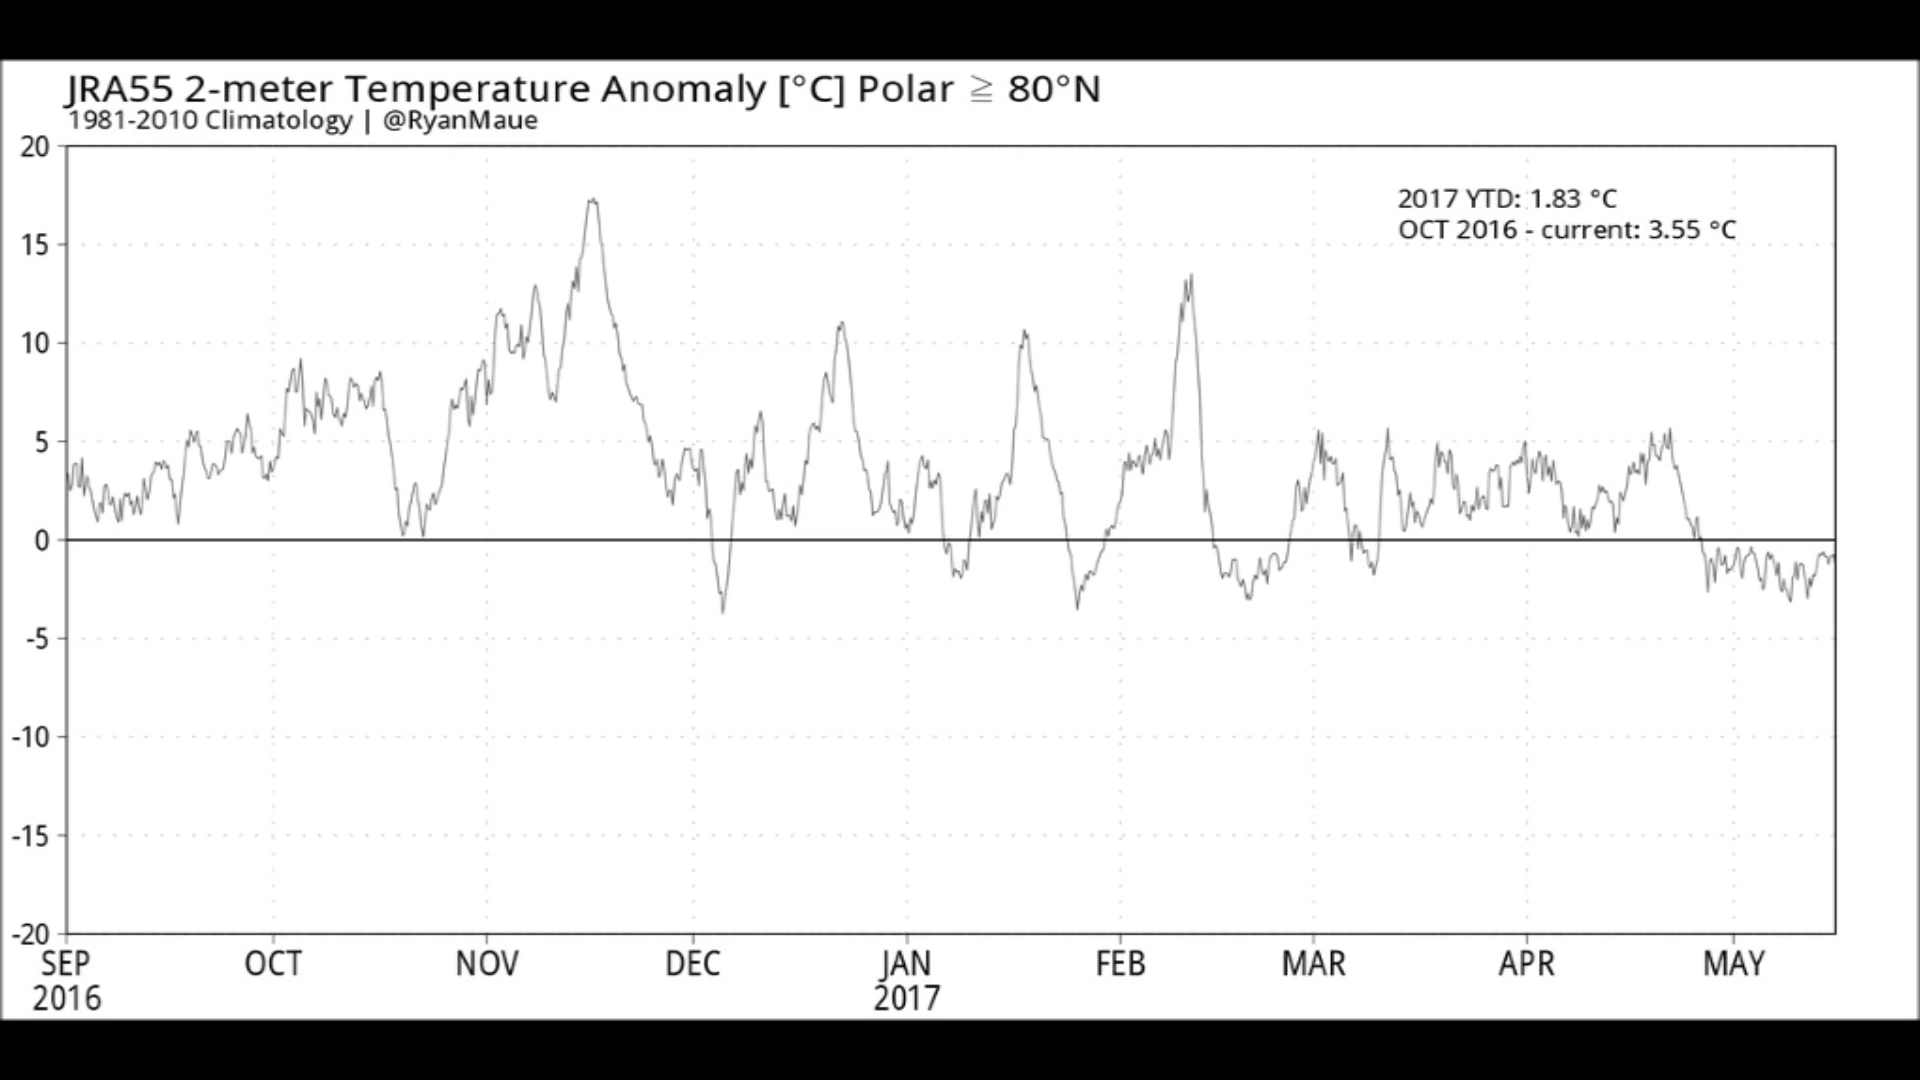 JRA55 2-meter Temperature Anomaly [°C] Polar ≧ 80°N
1981-2010 Climatology | @RyanMaue
2017 YTD: 1.83 °C
OCT 2016 - current: 3.55 °C
20
15
10
5
0
-5
-10
-15
-20
SEP OCT NOV DEC JAN FEB MAR APR MAY
2016 2017